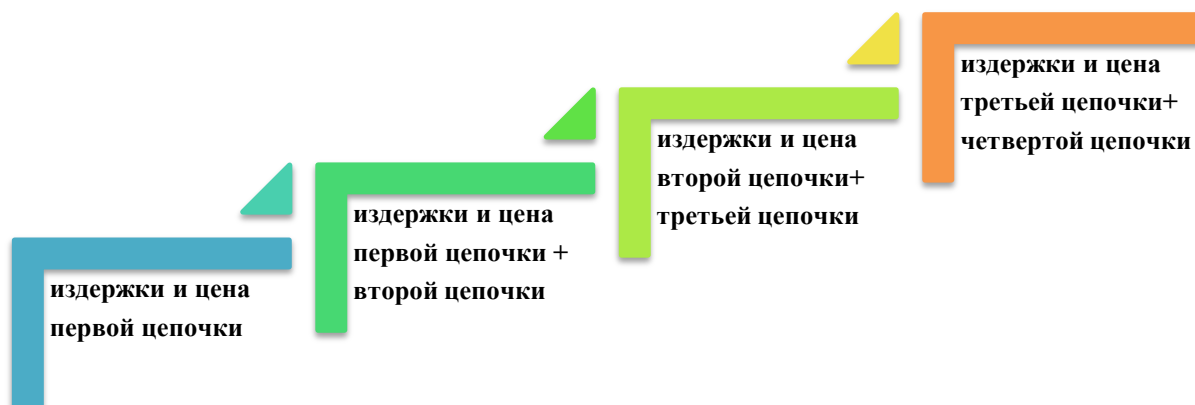 издержки и цена
первой цепочки
издержки и цена
первой цепочки +
второй цепочки
издержки и цена
второй цепочки+
третьей цепочки
издержки и цена
третьей цепочки+
четвертой цепочки